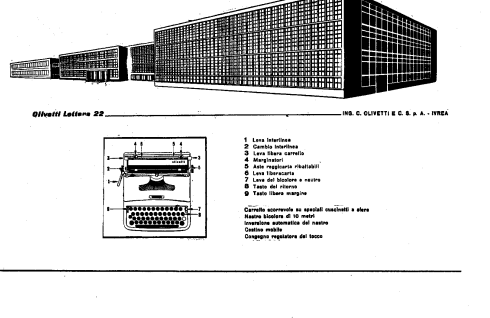 Olivetti Lettera 22
ING. C. OLIVETTI E C. S. p. A. - IVREA
1 Leva interlinea
2 Cambio interlinea
3 Leva libera carrello
4 Marginatori
5 Aste reggicarta ribaltabili
6 Leva liberacarta
7 Leva del bicolore e nastro
8 Tasto del ritorno
9 Tasto libera margine
Carrello scorrevole su speciali cuscinetti a sfere
Nastro bicolore di 10 metri
Inversione automatica del nastro
Cestino mobile
Congegno regolatore del tocco